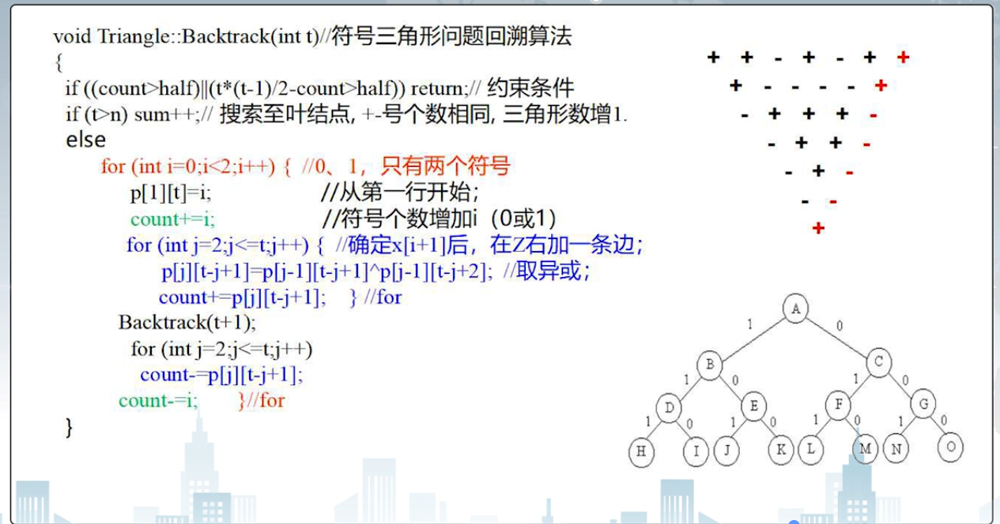 void Triangle::Backtrack(int t)//符号三角形问题回溯算法
{
if ((count>half)||(t*(t-1)/2-count>half)) return;// 约束条件
if (t>n) sum++;// 搜索至叶结点, +-号个数相同, 三角形数增1.
else
for (int i=0;i<2;i++) { //0、1，只有两个符号
p[1][t]=i; //从第一行开始；
count+=i; //符号个数增加i（0或1）
for (int j=2;j<=t;j++) { //确定x[i+1]后，在Z右加一条边；
p[j][t-j+1]=p[j-1][t-j+1]^p[j-1][t-j+2]; //取异或；
count+=p[j][t-j+1]; } //for
Backtrack(t+1);
for (int j=2;j<=t;j++)
count-=p[j][t-j+1];
count-=i; }//for
}
+ + - + - + +
+ - - - - +
- + + + -
- + + -
- + -
- -
+
A
1 0
B C
1 0 1 0
D E F G
1 0 1 0 1 0 1 0
H I J K L M N O